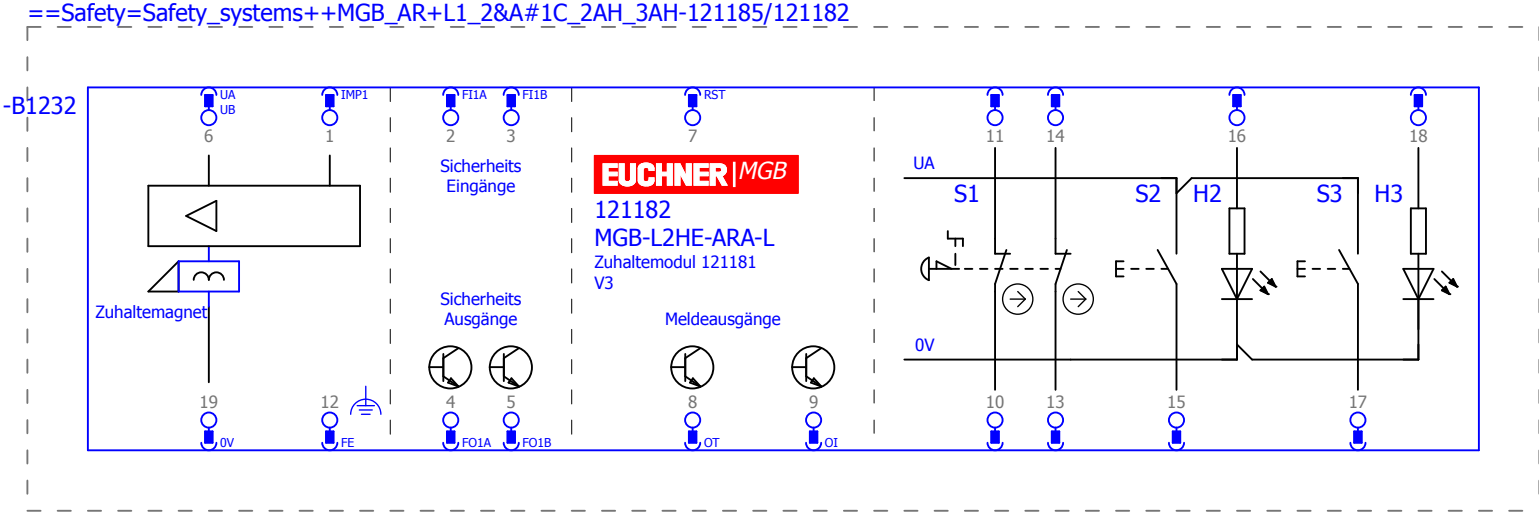 ==Safety=Safety_systems++MGB_AR+L1_2&A#1C_2AH_3AH-121185/121182
-B1232
UA
UB
IMP1
FI1A
FI1B
RST
6
1
2
3
7
11
14
16
18
Sicherheits
Eingänge
EUCHNER|MGB
121182
MGB-L2HE-ARA-L
Zuhaltemodul 121181
V3
UA
S1
S2
H2
S3
H3
Zuhaltemagnet
Sicherheits
Ausgänge
Meldeausgänge
0V
19
12
4
5
8
9
10
13
15
17
0V
FE
FO1A
FO1B
OT
OI